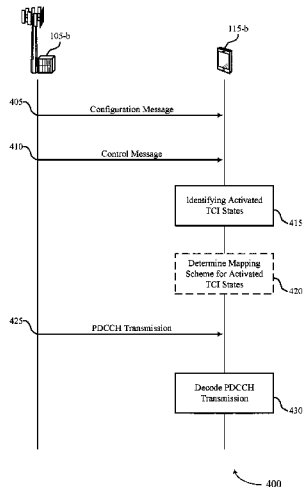 105-b
115-b
405
Configuration Message
410
Control Message
Identifying Activated
TCI States
415
Determine Mapping
Scheme for Activated
TCI States
420
425
PDCCH Transmission
Decode PDCCH
Transmission
430
400